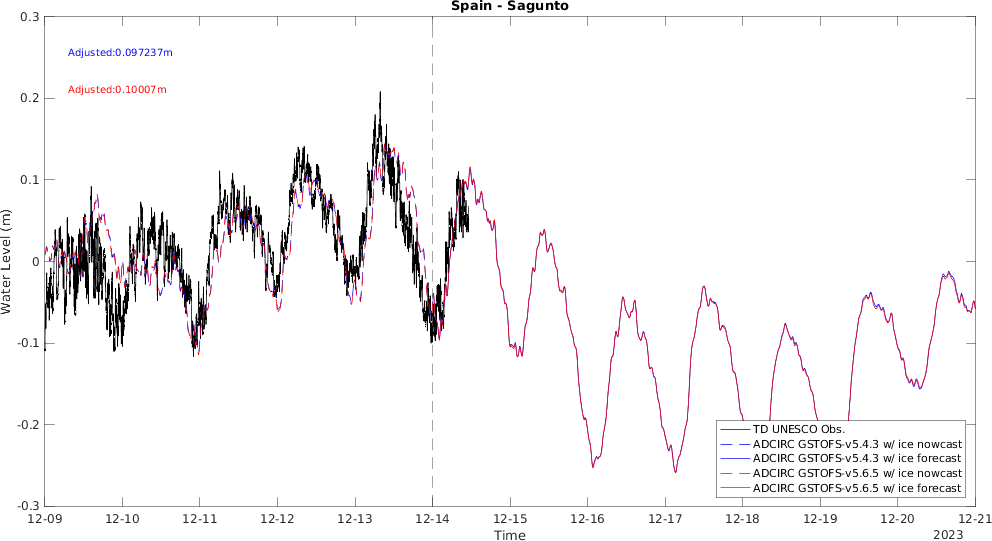 Spain - Sagunto
0.3
0.2
0.1
0
-0.1
-0.2
-0.3
Water Level (m)
Adjusted:0.097237m
Adjusted:0.10007m
TD UNESCO Obs.
ADCIRC GSTOFS-v5.4.3 w/ ice nowcast
ADCIRC GSTOFS-v5.4.3 w/ ice forecast
ADCIRC GSTOFS-v5.6.5 w/ ice nowcast
ADCIRC GSTOFS-v5.6.5 w/ ice forecast
12-09 12-10 12-11 12-12 12-13 12-14 12-15 12-16 12-17 12-18 12-19 12-20 12-21
Time
2023